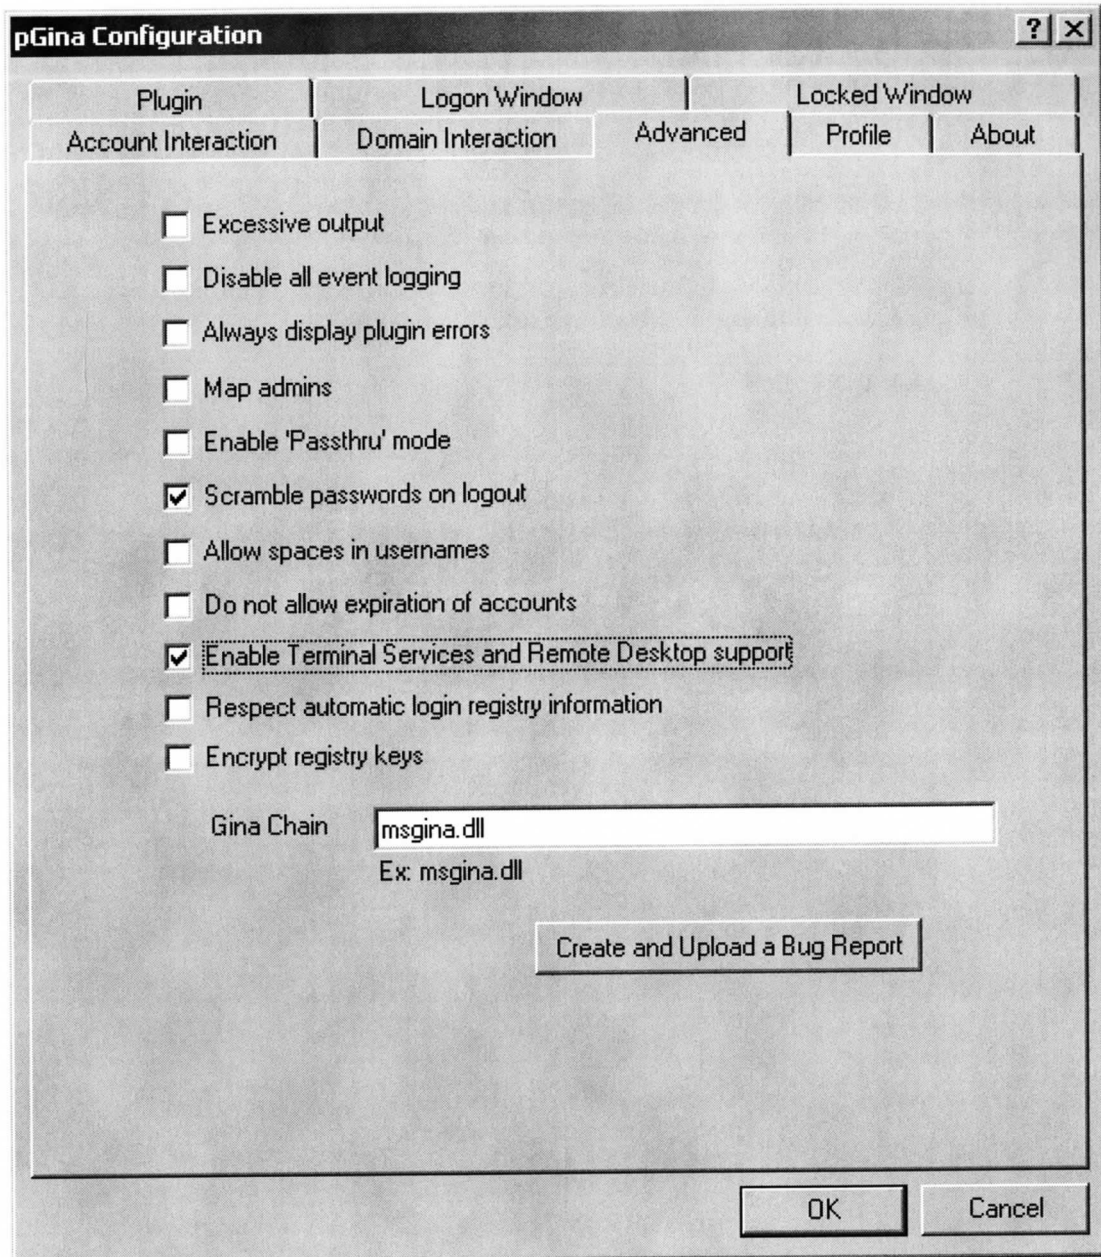 pGina Configuration
Plugin Logon Window Locked Window
Account Interaction Domain Interaction Advanced Profile About
Excessive output
Disable all event logging
Always display plugin errors
Map admins
Enable 'Passthru' mode
Scramble passwords on logout
Allow spaces in usernames
Do not allow expiration of accounts
Enable Terminal Services and Remote Desktop support
Respect automatic login registry information
Encrypt registry keys
Gina Chain msgina.dll
Ex: msgina.dll
Create and Upload a Bug Report
OK Cancel